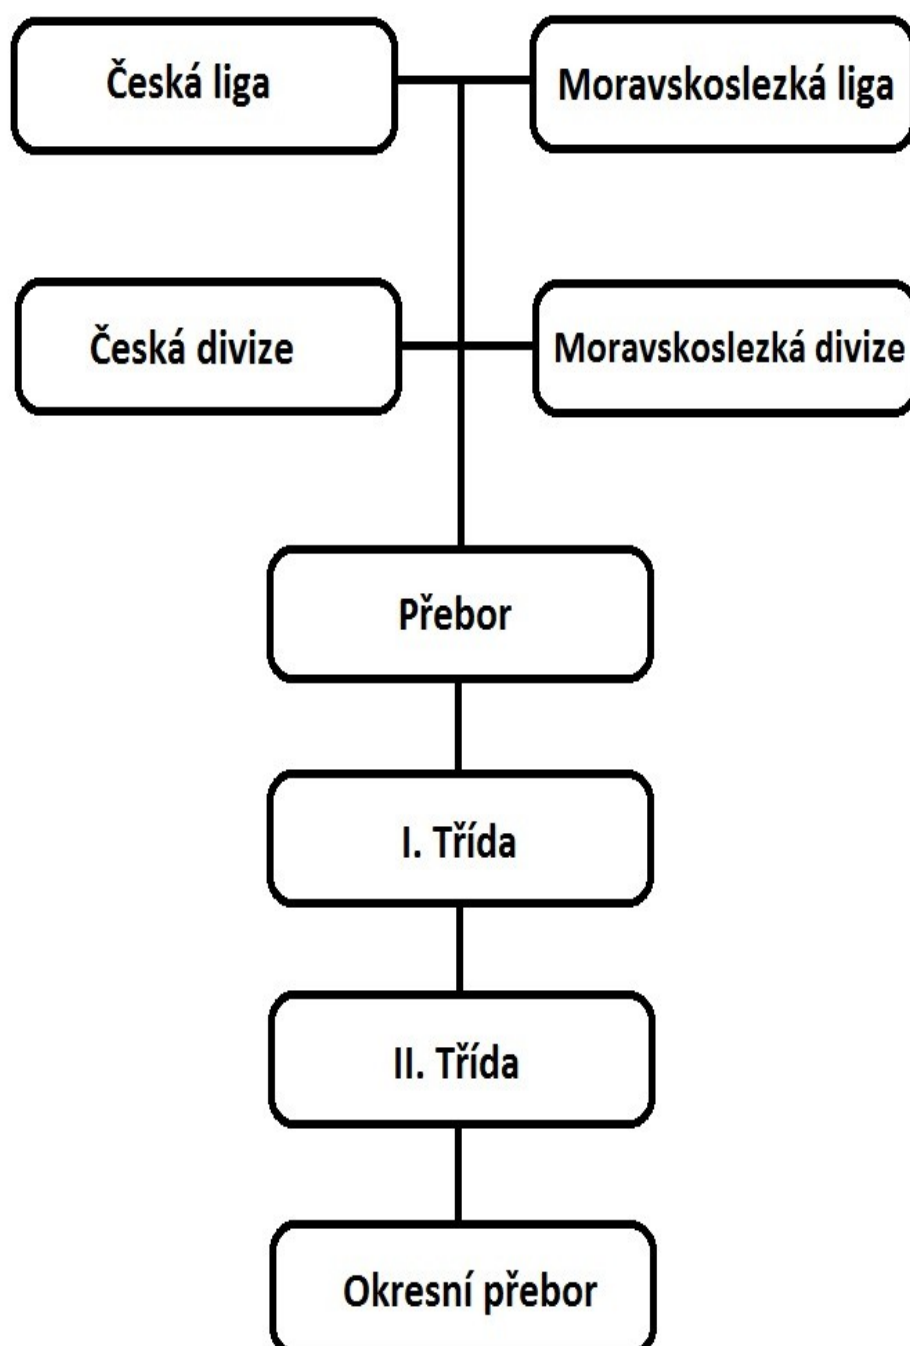 Česká liga
Moravskoslezká liga
Česká divize
Moravskoslezká divize
Přebor
I. Třída
II. Třída
Okresní přebor